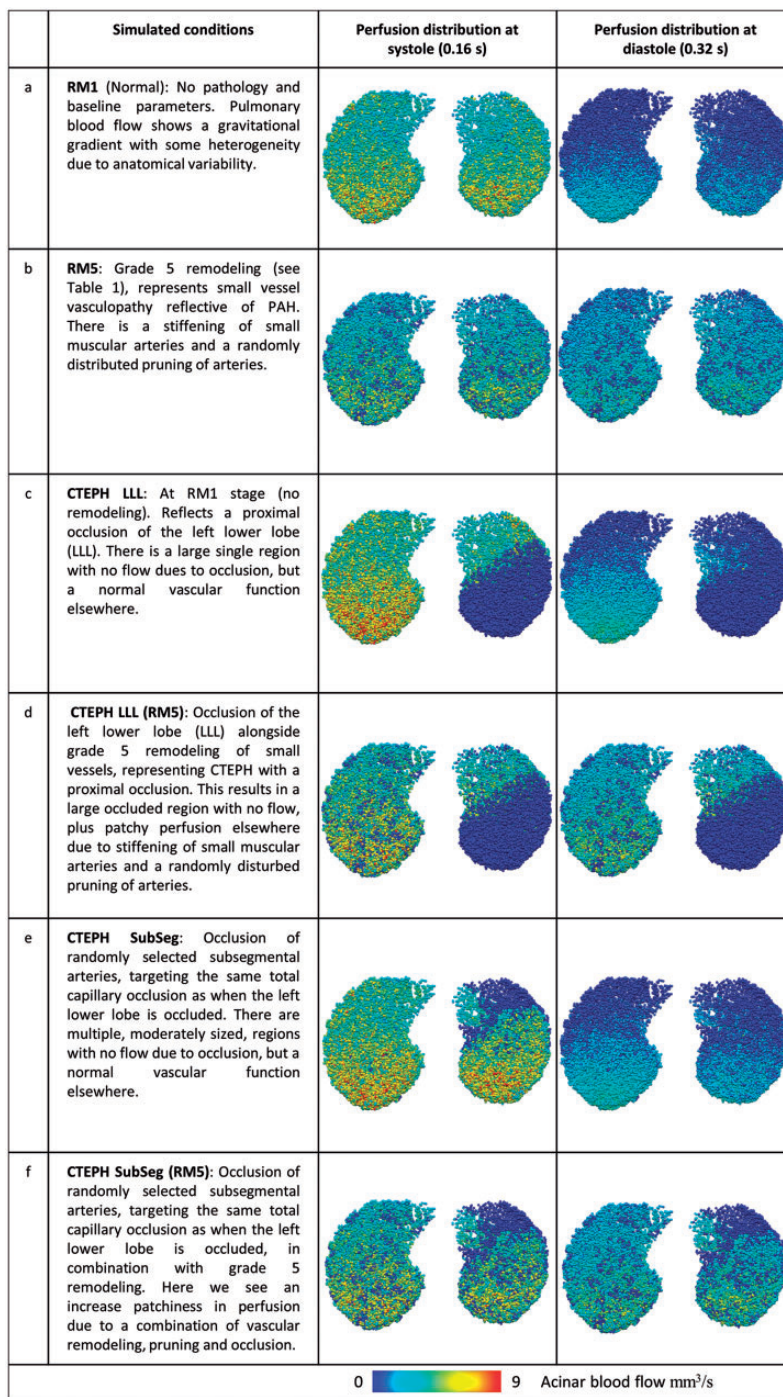 Simulated conditions
Perfusion distribution at
systole (0.16 s)
Perfusion distribution at
diastole (0.32 s)
a
RM1 (Normal): No pathology and
baseline parameters. Pulmonary
blood flow shows a gravitational
gradient with some heterogeneity
due to anatomical variability.
b
RM5: Grade 5 remodeling (see
Table 1), represents small vessel
vasculopathy reflective of PAH.
There is a stiffening of small
muscular arteries and a randomly
distributed pruning of arteries.
c
CTEPH LLL: At RM1 stage (no
remodeling). Reflects a proximal
occlusion of the left lower lobe
(LLL). There is a large single region
with no flow dues to occlusion, but
a normal vascular function
elsewhere.
d
CTEPH LLL (RM5): Occlusion of the
left lower lobe (LLL) alongside
grade 5 remodeling of small
vessels, representing CTEPH with a
proximal occlusion. This results in a
large occluded region with no flow,
plus patchy perfusion elsewhere
due to stiffening of small muscular
arteries and a randomly disturbed
pruning of arteries.
e
CTEPH SubSeg: Occlusion of
randomly selected subsegmental
arteries, targeting the same total
capillary occlusion as when the left
lower lobe is occluded. There are
multiple, moderately sized, regions
with no flow due to occlusion, but a
normal vascular function
elsewhere.
f
CTEPH SubSeg (RM5): Occlusion of
randomly selected subsegmental
arteries, targeting the same total
capillary occlusion as when the left
lower lobe is occluded, in
combination with grade 5
remodeling. Here we see an
increase patchiness in perfusion
due to a combination of vascular
remodeling, pruning and occlusion.
0 9 Acinar blood flow mm³/s